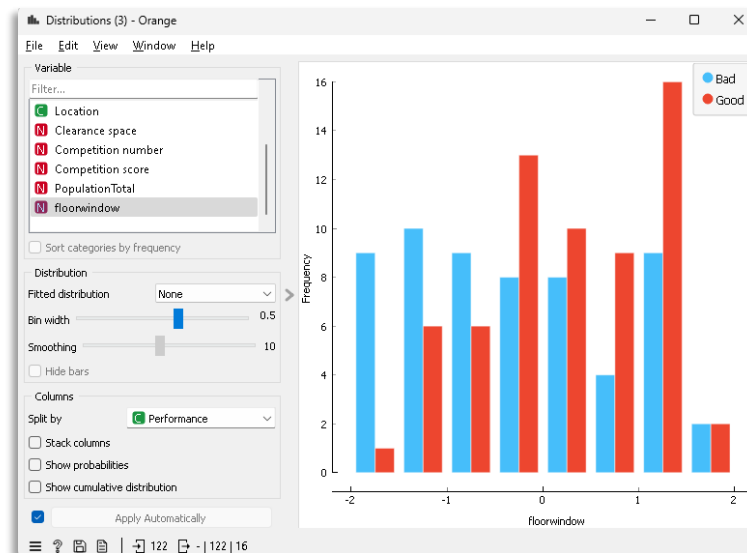 Distributions (3) - Orange
File Edit View Window Help
Variable
Filter...
C Location
N Clearance space
N Competition number
N Competition score
N PopulationTotal
N floorwindow
Sort categories by frequency
Distribution
Fitted distribution None
Bin width 0.5
Smoothing 10
Hide bars
Columns
Split by C Performance
Stack columns
Show probabilities
Show cumulative distribution
Apply Automatically
? 122 - | 122 | 16
Bad
Good
16
14
12
10
8
6
4
2
0
Frequency
-2 -1 0 1 2
floorwindow